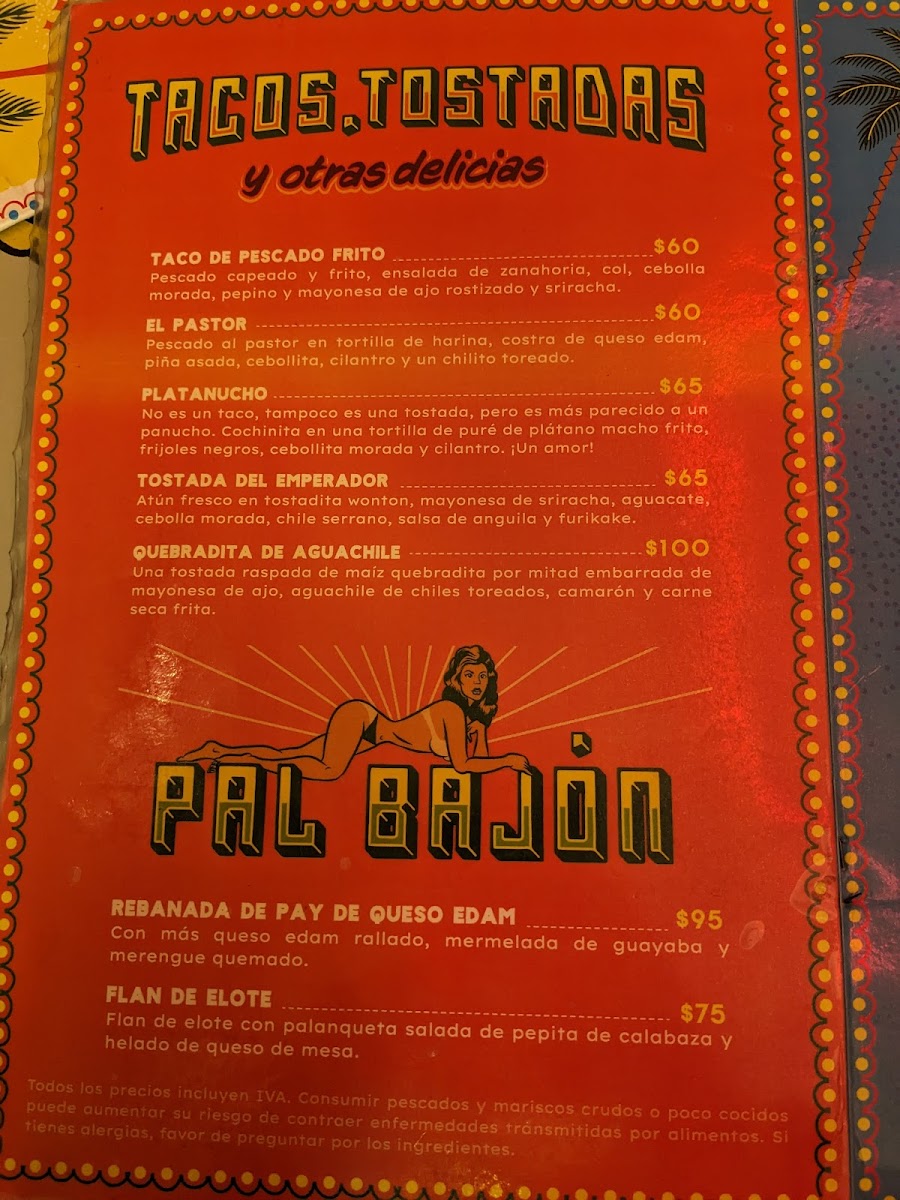 TACOS, TOSTADAS
y otras delicias
TACO DE PESCADO FRITO $60
Pescado capeado y frito, ensalada de zanahoria, col, cebolla
morada, pepino y mayonesa de ajo rostizado y sriracha.
EL PASTOR $60
Pescado al pastor en tortilla de harina, costra de queso edam,
piña asada, cebollita, cilantro y un chilito toreado.
PLATANUCHO $65
No es un taco, tampoco es una tostada, pero es más parecido a un
panucho. Cochinita en una tortilla de puré de plátano macho frito,
frijoles negros, cebollita morada y cilantro. ¡Un amor!
TOSTADA DEL EMPERADOR $65
Atún fresco en tostadita wonton, mayonesa de sriracha, aguacate,
cebolla morada, chile serrano, salsa de anguila y furikake.
QUEBRADITA DE AGUACHILE $100
Una tostada raspada de maíz quebradita por mitad embarrada de
mayonesa de ajo, aguachile de chiles toreados, camarón y carne
seca frita.
PAL BAJÓN
REBANADA DE PAY DE QUESO EDAM $95
Con más queso edam rallado, mermelada de guayaba y
merengue quemado.
FLAN DE ELOTE $75
Flan de elote con palanqueta salada de pepita de calabaza y
helado de queso de mesa.
Todos los precios incluyen IVA. Consumir pescados y mariscos crudos o poco cocidos
puede aumentar su riesgo de contraer enfermedades tránsmitidas por alimentos. Si
tienes alergias, favor de preguntar por los ingredientes.